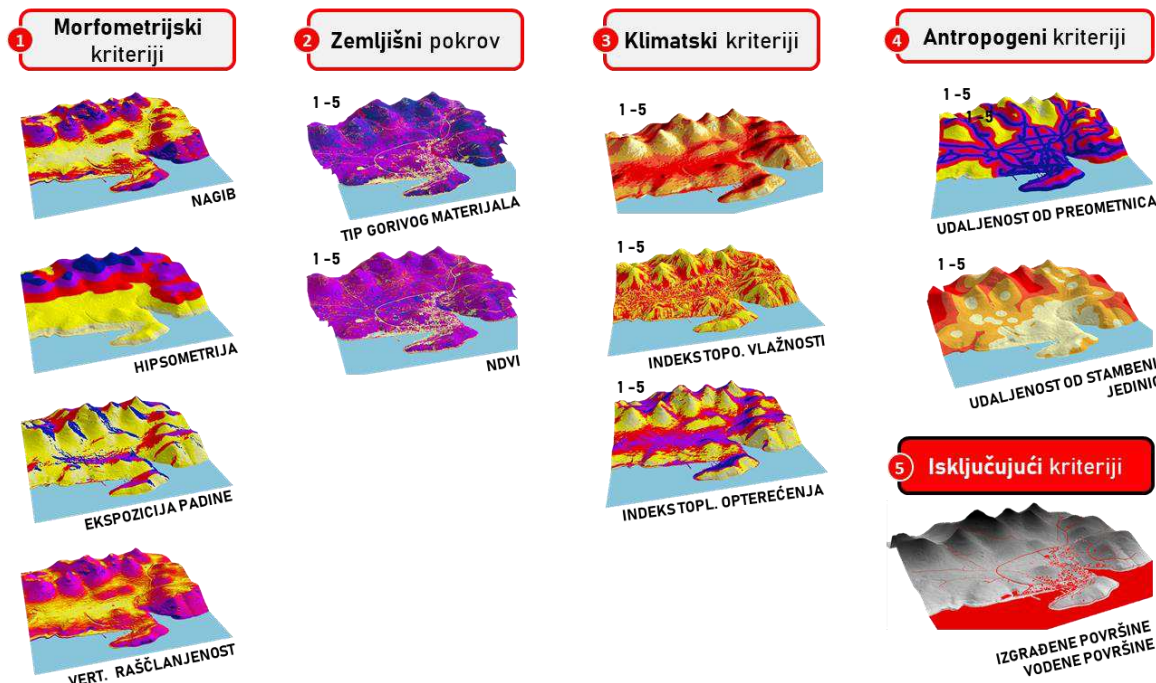 1 Morfometrijski
kriteriji
NAGIB
HIPSOMETRIJA
EKSPOZICIJA PADINE
VERT. RAŠČLANJENOST
2 Zemljišni pokrov
1 - 5
TIP GORIVOG MATERIJALA
1 - 5
NDVI
3 Klimatski kriteriji
1 - 5
1 - 5
INDEKS TOPO. VLAŽNOSTI
1 - 5
INDEKS TOPL. OPTEREĆENJA
4 Antropogeni kriteriji
1 - 5
1 - 5
UDALJENOST OD PREOMETNICA
1 - 5
UDALJENOST OD STAMBENI
JEDINIC
5 Isključujući kriteriji
IZGRAĐENE POVRŠINE
VODENE POVRŠINE